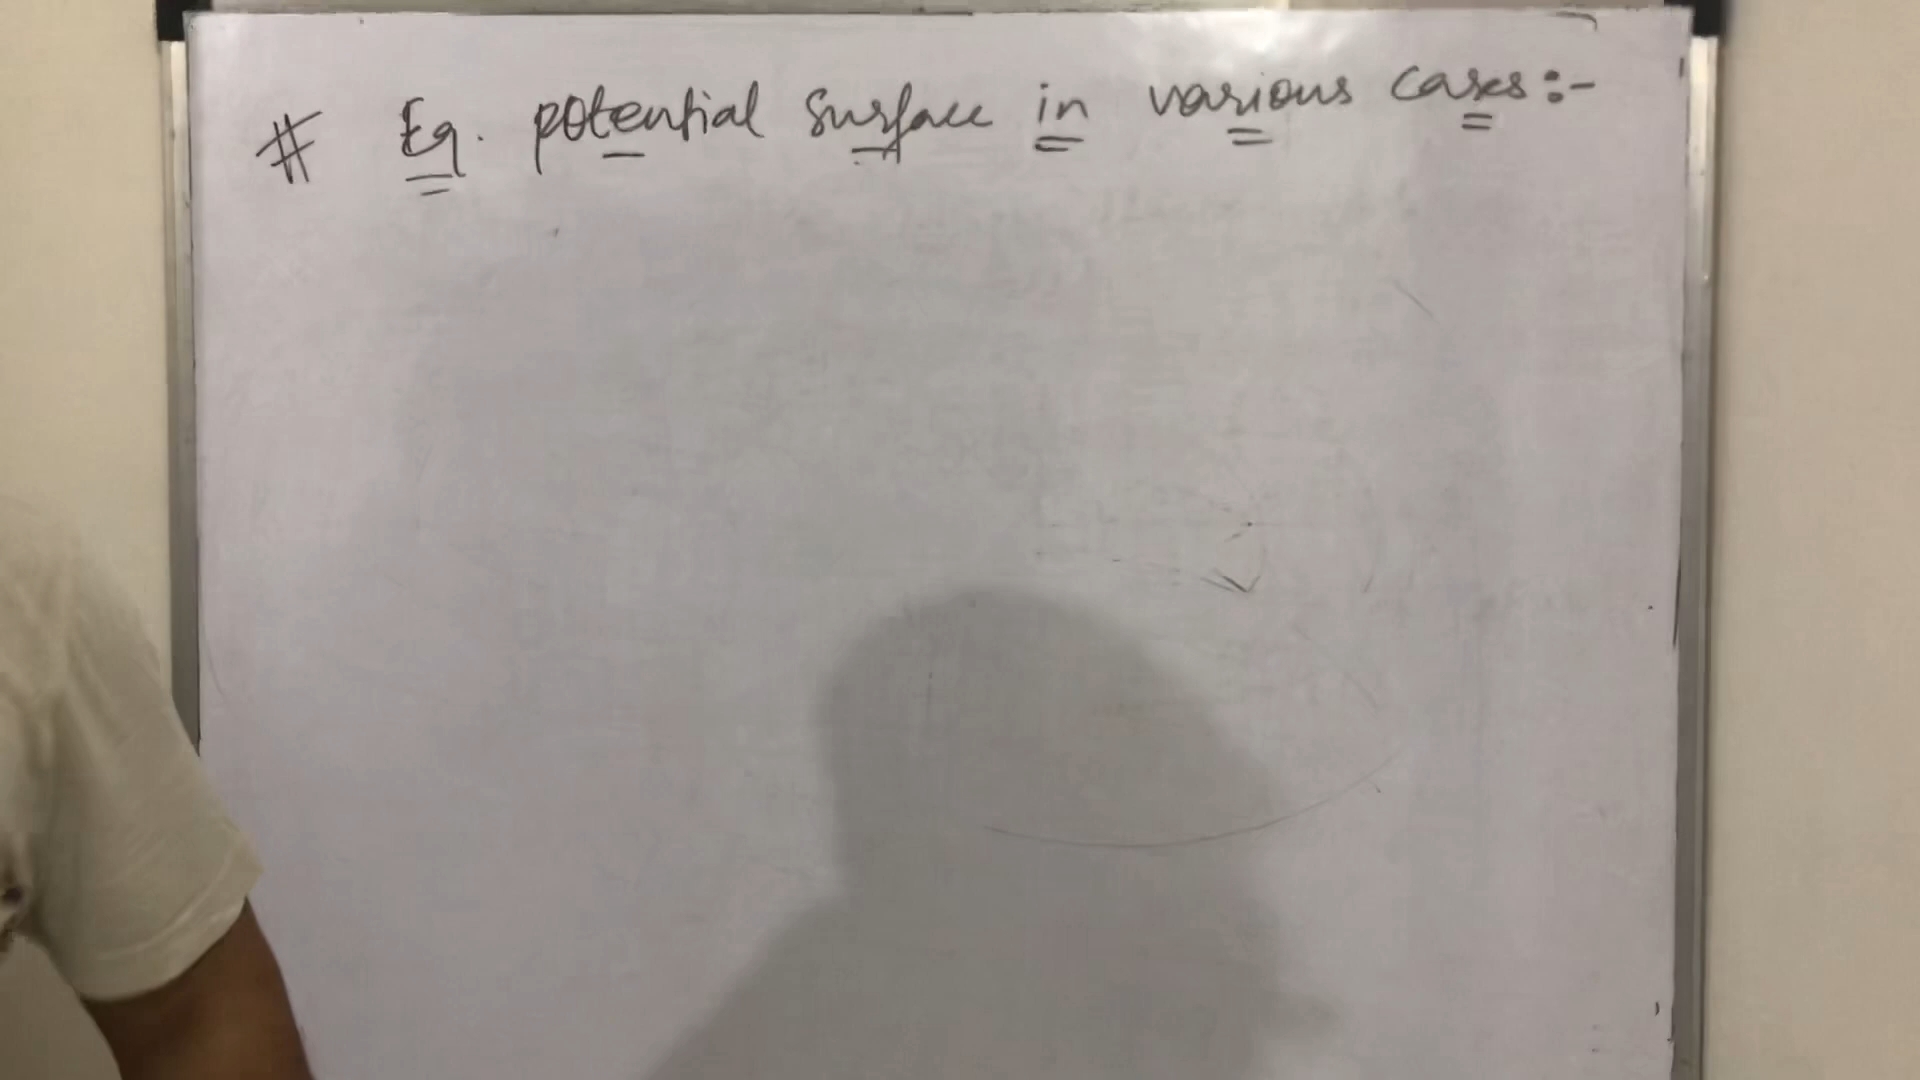 # Eq. potential surface in various cases:-